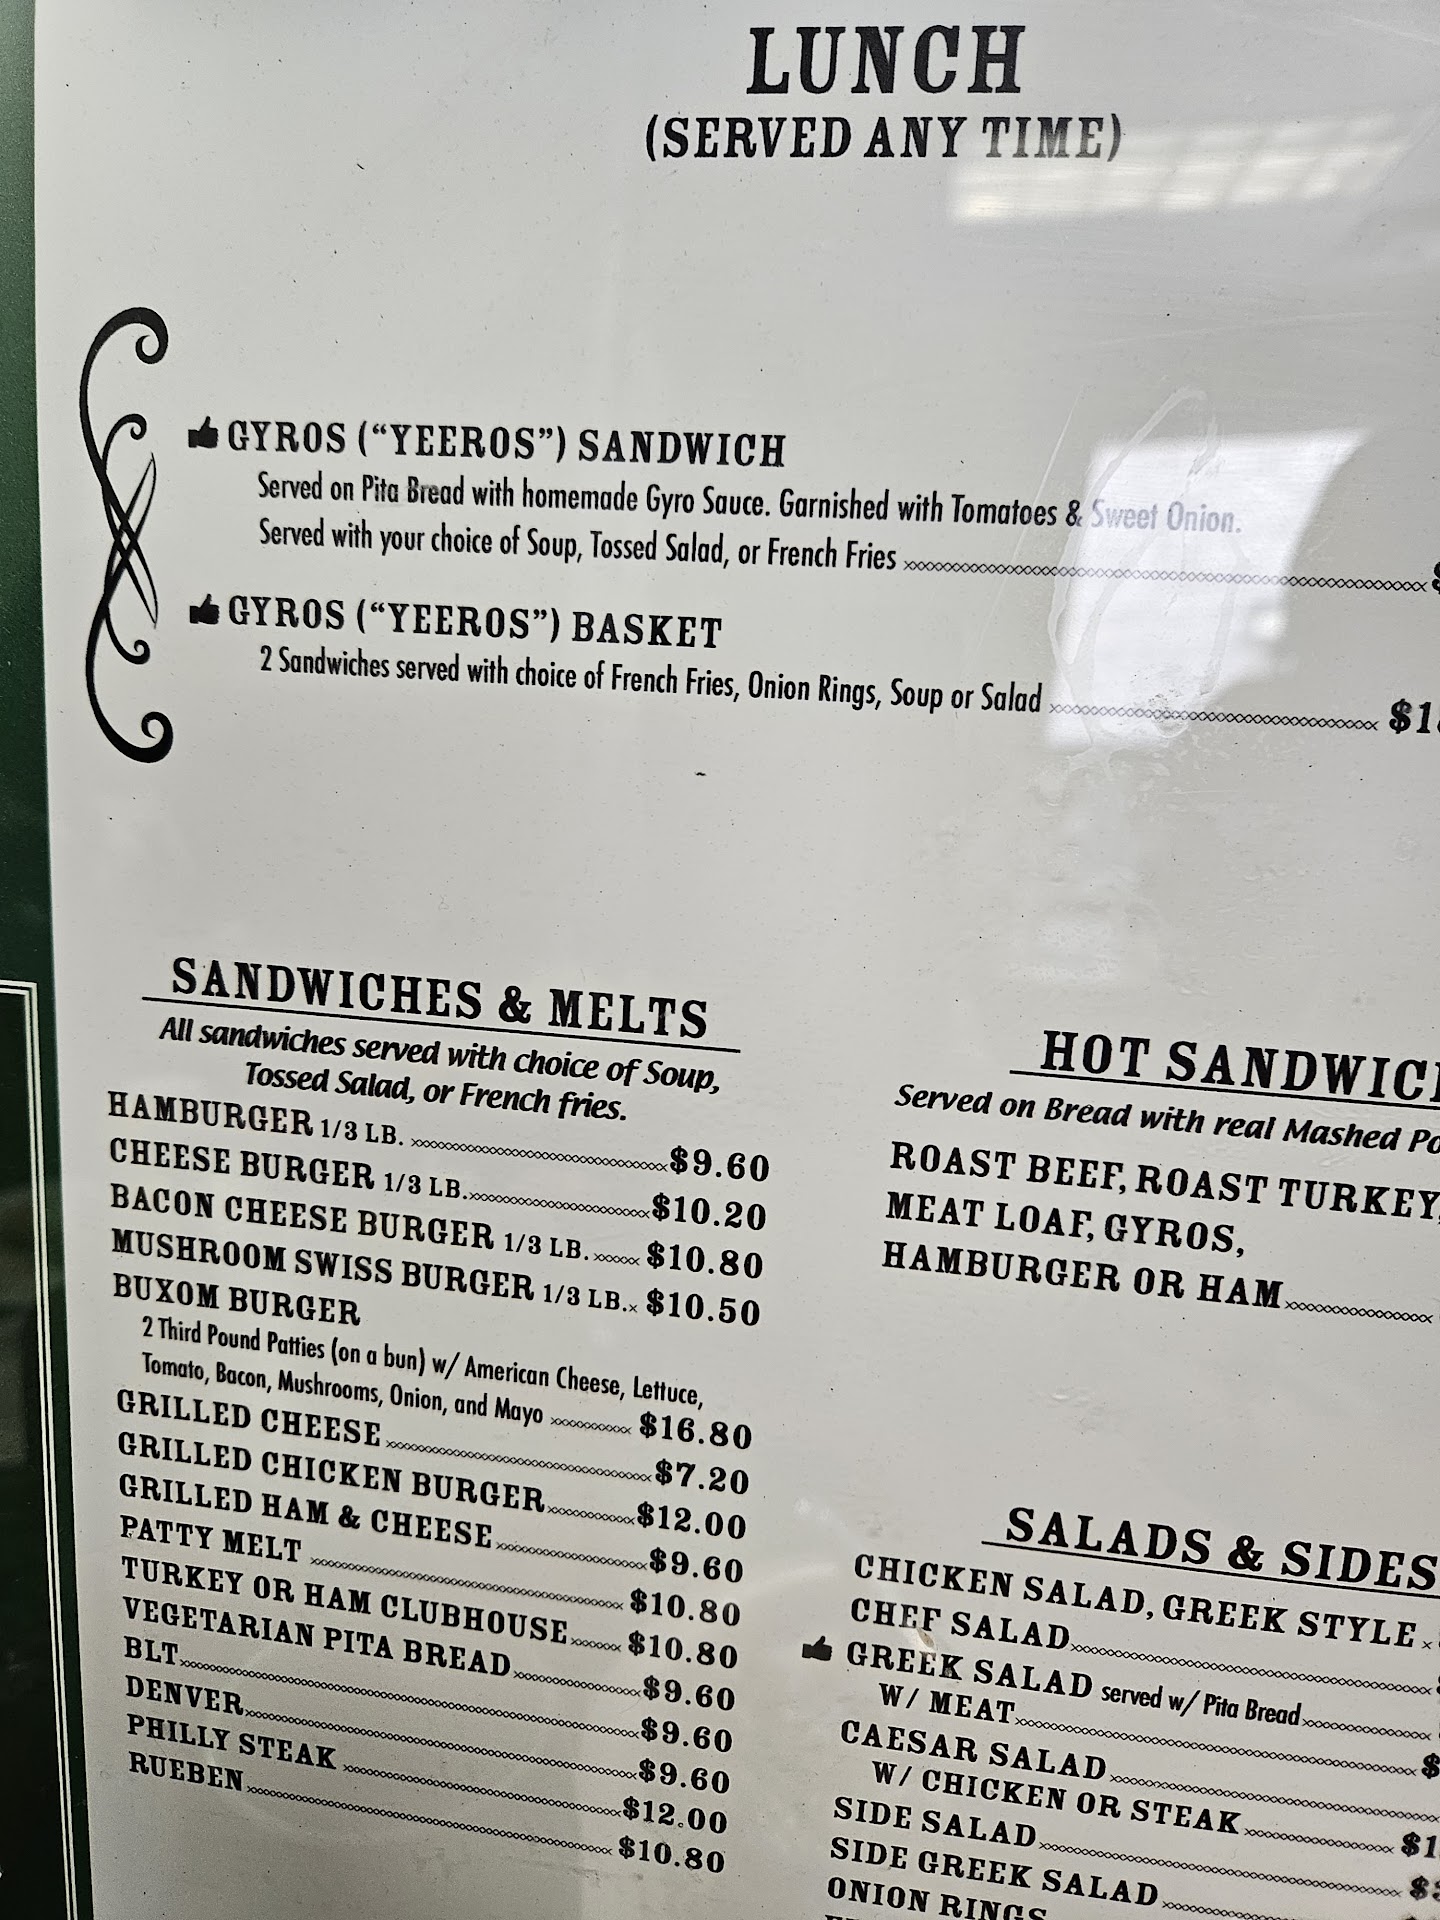 LUNCH
(SERVED ANY TIME)
GYROS ("YEEROS") SANDWICH
Served on Pita Bread with homemade Gyro Sauce. Garnished with Tomatoes & Sweet Onion.
Served with your choice of Soup, Tossed Salad, or French Fries
GYROS ("YEEROS") BASKET
2 Sandwiches served with choice of French Fries, Onion Rings, Soup or Salad
SANDWICHES & MELTS
All sandwiches served with choice of Soup,
Tossed Salad, or French fries.
HAMBURGER 1/3 LB. $9.60
CHEESE BURGER 1/3 LB. $10.20
BACON CHEESE BURGER 1/3 LB. $10.80
MUSHROOM SWISS BURGER 1/3 LB. $10.50
BUXOM BURGER
2 Third Pound Patties (on a bun) w/ American Cheese, Lettuce,
Tomato, Bacon, Mushrooms, Onion, and Mayo $16.80
GRILLED CHEESE $7.20
GRILLED CHICKEN BURGER $12.00
GRILLED HAM & CHEESE $9.60
PATTY MELT $10.80
TURKEY OR HAM CLUBHOUSE $10.80
VEGETARIAN PITA BREAD $9.60
BLT $9.60
DENVER $9.60
PHILLY STEAK $12.00
RUEBEN $10.80
HOT
Served on Bread with real Mashed
ROAST BEEF, ROAST TURKEY,
MEAT LOAF, GYROS,
HAMBURGER OR HAM
SALADS & SIDES
CHICKEN SALAD, GREEK STYLE
CHEF SALAD
GREEK SALAD served w/ Pita Bread
W/ MEAT
CAESAR SALAD
W/ CHICKEN OR STEAK
SIDE SALAD
SIDE GREEK SALAD
ONION RINGS